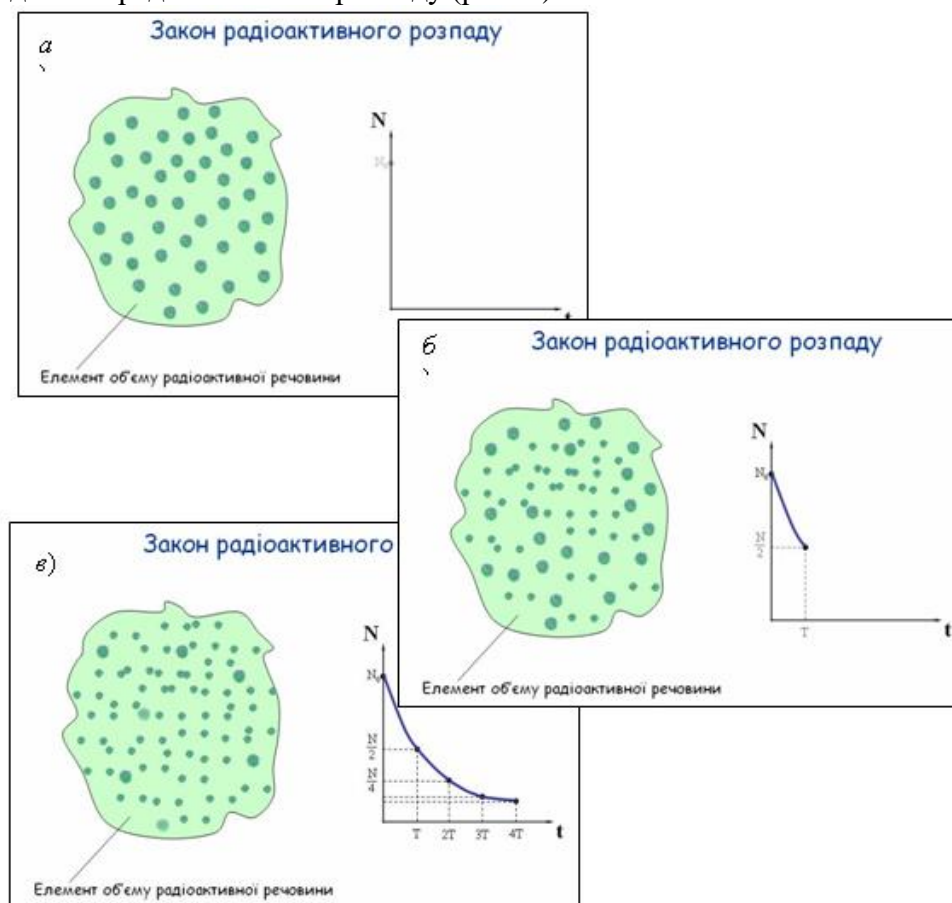 Закон радіоактивного розпаду
а
N
N₀
t
Елемент об'єму радіоактивної речовини
б
Закон радіоактивного розпаду
N
N₀
N/2
T
t
Елемент об'єму радіоактивної речовини
в)
Закон радіоактивного
N
N₀
N/2
N/4
T 2T 3T 4T
t
Елемент об'єму радіоактивної речовини